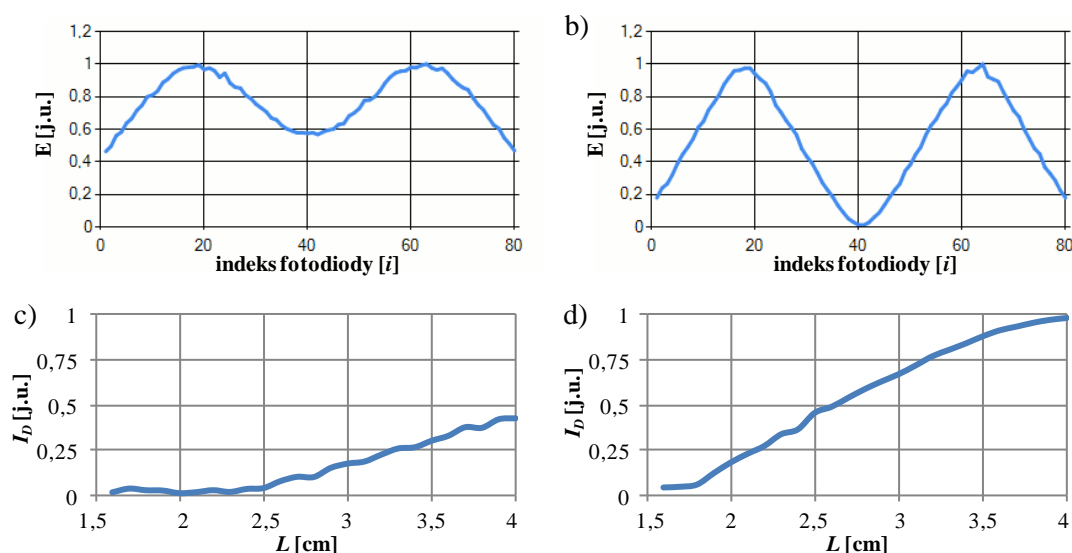 1,2
1
0,8
0,6
0,4
0,2
0
E [j.u.]
0 20 40 60 80
indeks fotodiody [i]
b)
1,2
1
0,8
0,6
0,4
0,2
0
E [j.u.]
0 20 40 60 80
indeks fotodiody [i]
c)
1
0,75
0,5
0,25
0
I_D [j.u.]
1,5 2 2,5 3 3,5 4
L [cm]
d)
1
0,75
0,5
0,25
0
I_D [j.u.]
1,5 2 2,5 3 3,5 4
L [cm]